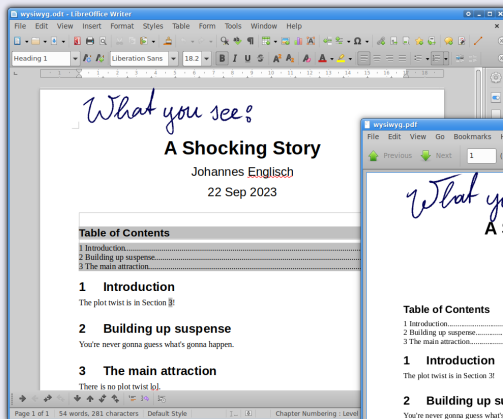 wysiwyg.odt - LibreOffice Writer
File Edit View Insert Format Styles Table Form Tools Window Help
Heading 1 Liberation Sans 18.2
What you see:
A Shocking Story
Johannes Englisch
22 Sep 2023
Table of Contents
1 Introduction
2 Building up suspense
3 The main attraction
1 Introduction
The plot twist is in Section 3!
2 Building up suspense
You're never gonna guess what's gonna happen.
3 The main attraction
There is no plot twist lol.
Page 1 of 1 54 words, 281 characters Default Style Chapter Numbering : Level
wysiwyg.pdf
File Edit View Go Bookmarks H
Previous Next 1
What yo
A S
Table of Contents
1 Introduction
2 Building up suspense
3 The main attraction
1 Introduction
The plot twist is in Section 3!
2 Building up su
You're never gonna guess what's go